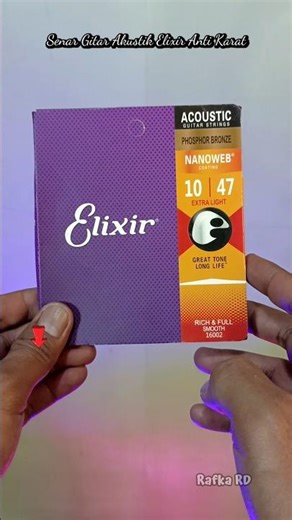 Senar Gitar Akustik Elixir Anti Karat
ACOUSTIC
GUITAR STRINGS
PHOSPHOR BRONZE
NANOWEB®
COATING
10 | 47
EXTRA LIGHT
Elixir®
GREAT TONE
LONG LIFE™
RICH & FULL
SMOOTH
16002
Rafka RD